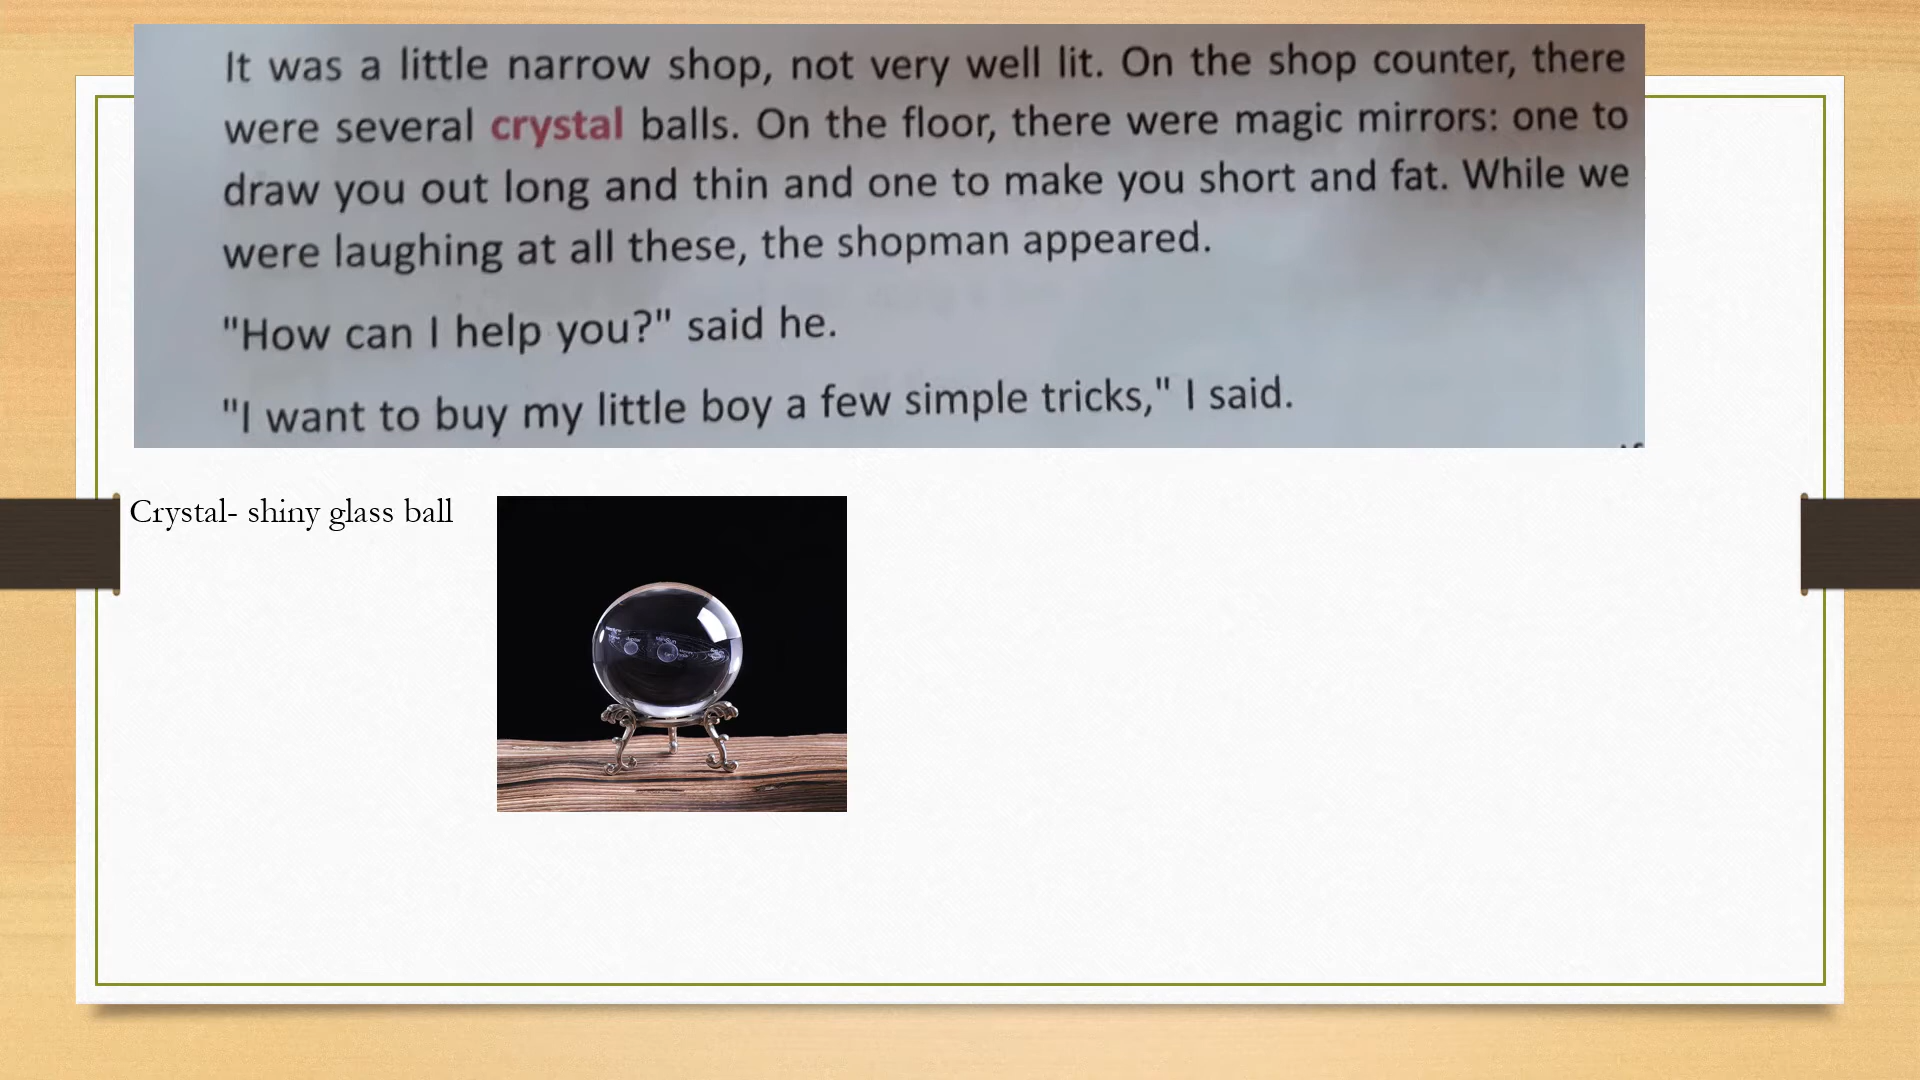 It was a little narrow shop, not very well lit. On the shop counter, there
were several crystal balls. On the floor, there were magic mirrors: one to
draw you out long and thin and one to make you short and fat. While we
were laughing at all these, the shopman appeared.
"How can I help you?" said he.
"I want to buy my little boy a few simple tricks," I said.
Crystal- shiny glass ball